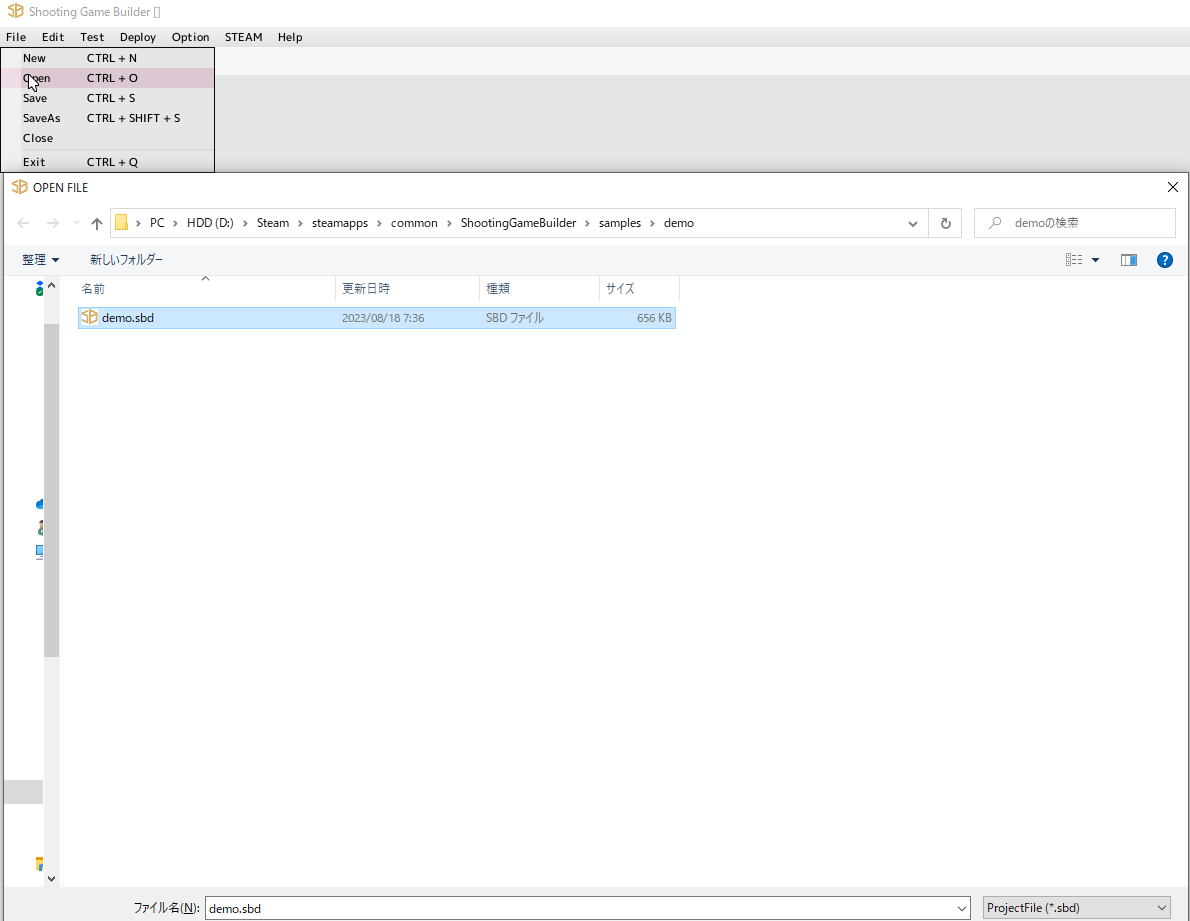 Shooting Game Builder []
File Edit Test Deploy Option STEAM Help
New CTRL + N
Open CTRL + O
Save CTRL + S
SaveAs CTRL + SHIFT + S
Close
Exit CTRL + Q
OPEN FILE
PC › HDD (D:) › Steam › steamapps › common › ShootingGameBuilder › samples › demo
demoの検索
整理 新しいフォルダー
名前 更新日時 種類 サイズ
demo.sbd 2023/08/18 7:36 SBD ファイル 656 KB
ファイル名(N): demo.sbd ProjectFile (*.sbd)